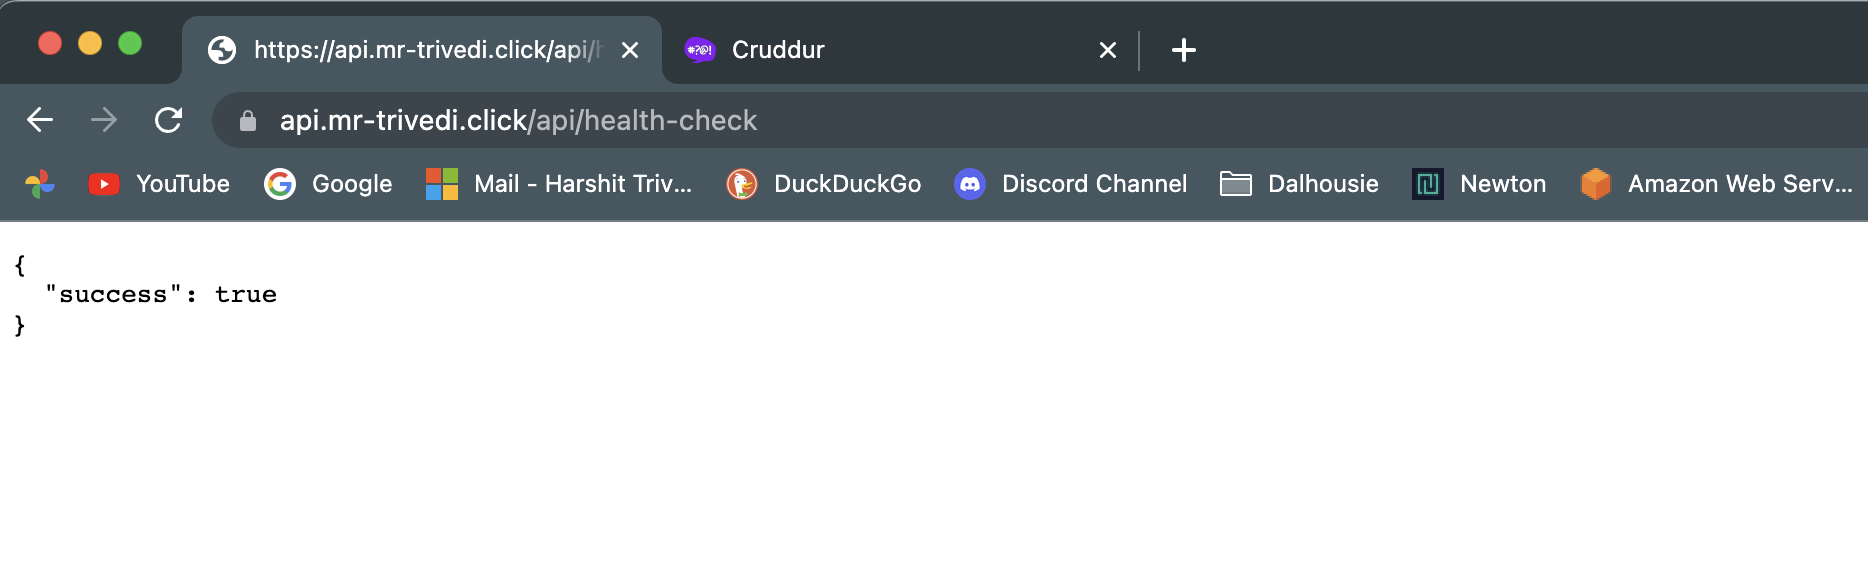 https://api.mr-trivedi.click/api/h
#?@!
Cruddur
api.mr-trivedi.click/api/health-check
YouTube
Google
Mail - Harshit Triv...
DuckDuckGo
Discord Channel
Dalhousie
Newton
Amazon Web Serv...
{
"success": true
}